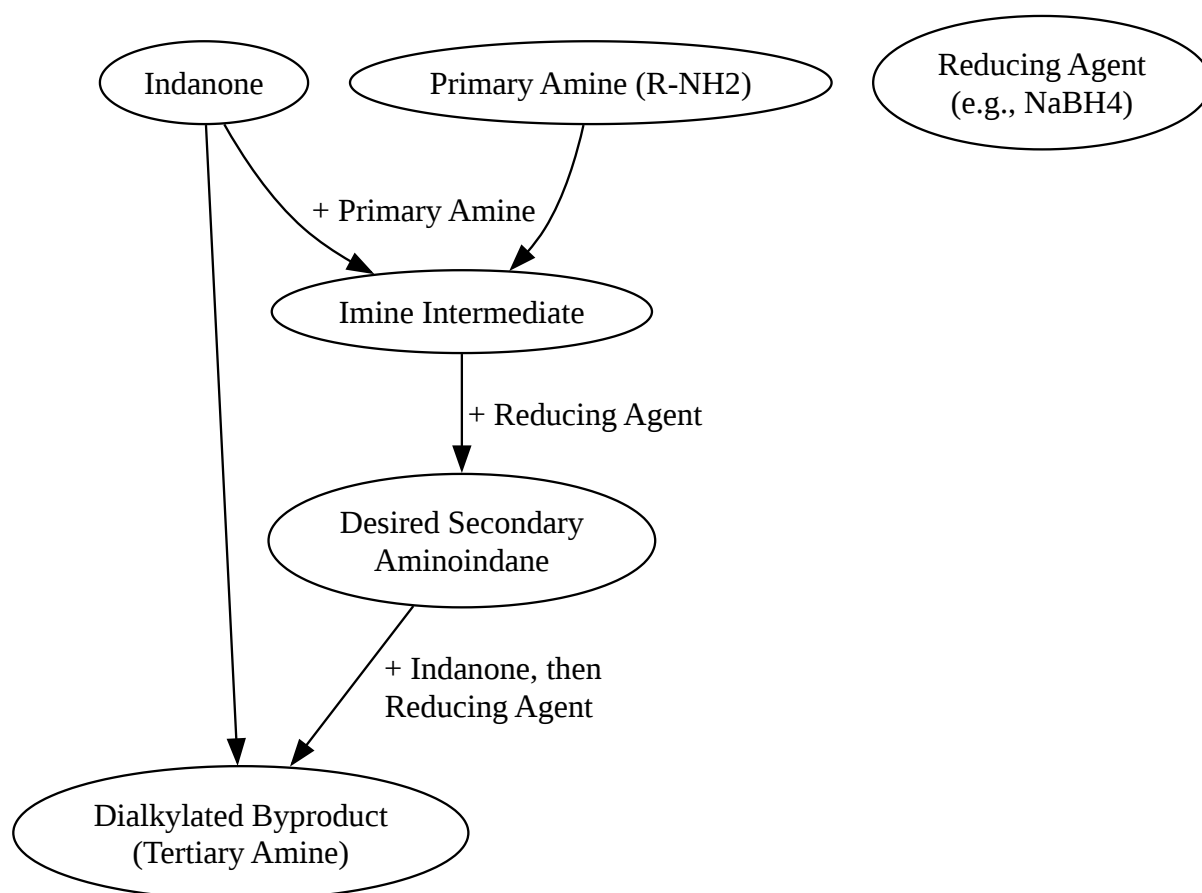 Indanone
Primary Amine (R-NH2)
Reducing Agent
(e.g., NaBH4)
+ Primary Amine
Imine Intermediate
+ Reducing Agent
Desired Secondary
Aminoindane
+ Indanone, then
Reducing Agent
Dialkylated Byproduct
(Tertiary Amine)